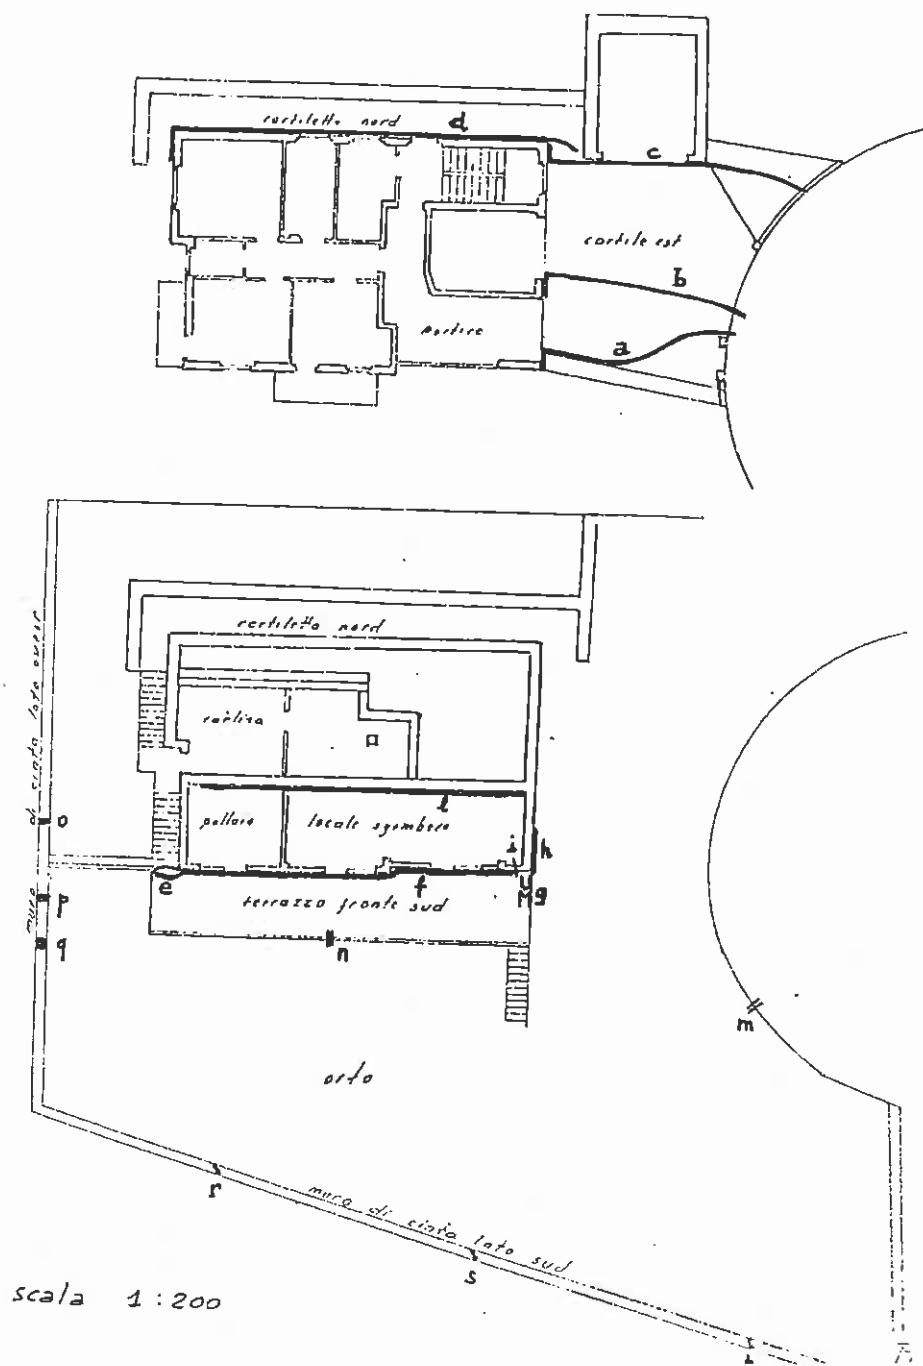 cortiletto nord d
c
cortile est
b
portico
a
cortiletto nord
muro di cinta lato ovest
cantina
l
pollaio
locale sgombero
o
i
h
e
f
g
p
terrazzo fronte sud
q
n
m
orto
r
muro di cinta lato sud
s
scala 1:200